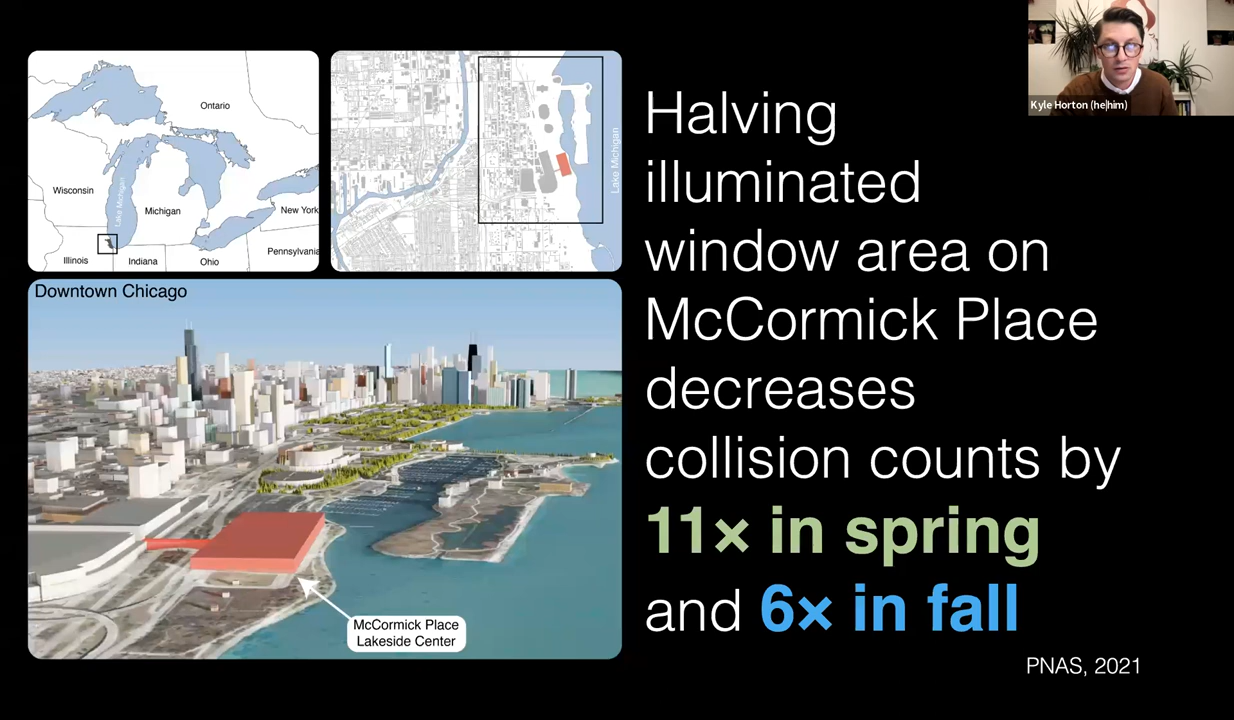 Ontario
Wisconsin
Lake Michigan
Michigan
New York
Pennsylvania
Illinois
Indiana
Ohio
Lake Michigan
Downtown Chicago
McCormick Place
Lakeside Center
Halving
illuminated
window area on
McCormick Place
decreases
collision counts by
11× in spring
and 6× in fall
PNAS, 2021
Kyle Horton (he|him)